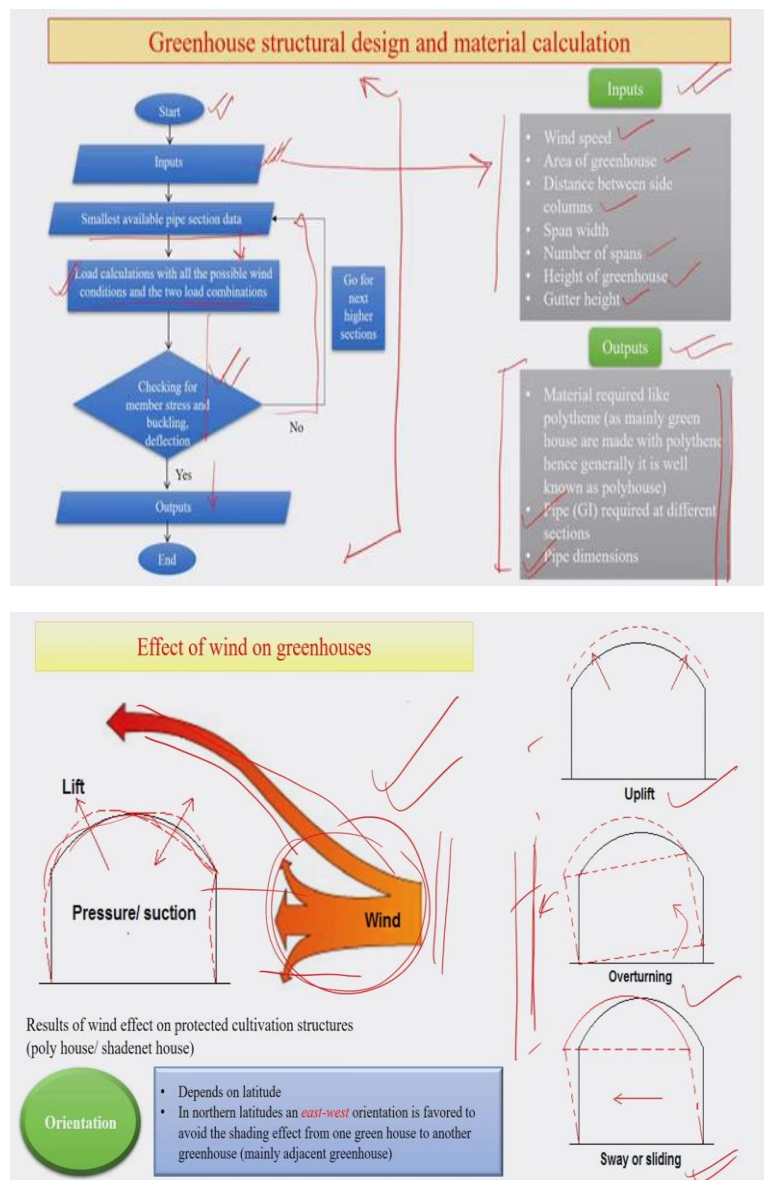 Greenhouse structural design and material calculation
Start
Inputs
Smallest available pipe section data
Load calculations with all the possible wind
conditions and the two load combinations
Go for
next
higher
sections
Checking for
member stress and
buckling,
deflection
No
Yes
Outputs
End
Inputs
• Wind speed
• Area of greenhouse
• Distance between side
columns
• Span width
• Number of spans
• Height of greenhouse
• Gutter height
Outputs
• Material required like
polythene (as mainly green
house are made with polythene
hence generally it is well
known as polyhouse)
• Pipe (GI) required at different
sections
• Pipe dimensions
Effect of wind on greenhouses
Lift
Pressure/ suction
Wind
Uplift
Overturning
Sway or sliding
Results of wind effect on protected cultivation structures
(poly house/ shadenet house)
Orientation
• Depends on latitude
• In northern latitudes an east-west orientation is favored to
avoid the shading effect from one green house to another
greenhouse (mainly adjacent greenhouse)